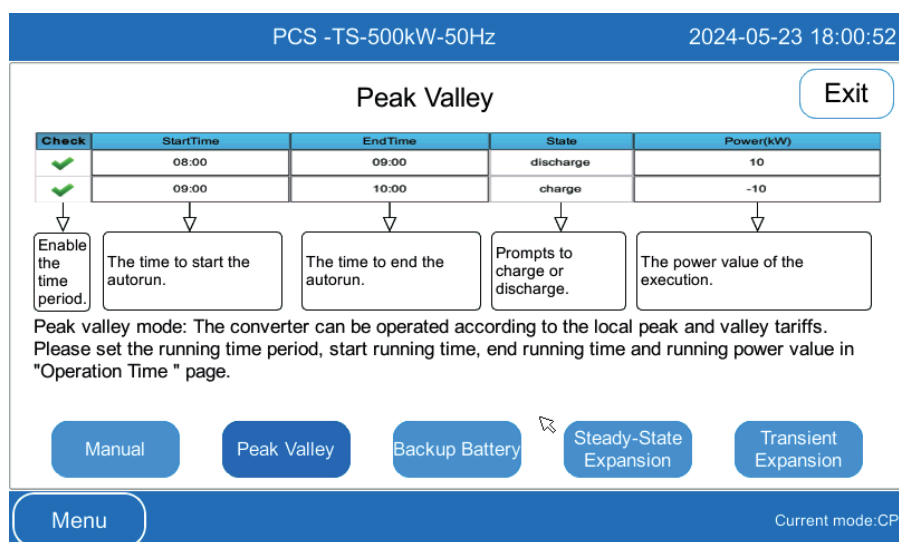 PCS -TS-500kW-50Hz 2024-05-23 18:00:52
Peak Valley
Exit
Check StartTime EndTime State Power(kW)
08:00 09:00 discharge 10
09:00 10:00 charge -10
Enable
the
time
period.
The time to start the
autorun.
The time to end the
autorun.
Prompts to
charge or
discharge.
The power value of the
execution.
Peak valley mode: The converter can be operated according to the local peak and valley tariffs.
Please set the running time period, start running time, end running time and running power value in
"Operation Time " page.
Manual
Peak Valley
Backup Battery
Steady-State
Expansion
Transient
Expansion
Menu
Current mode:CP